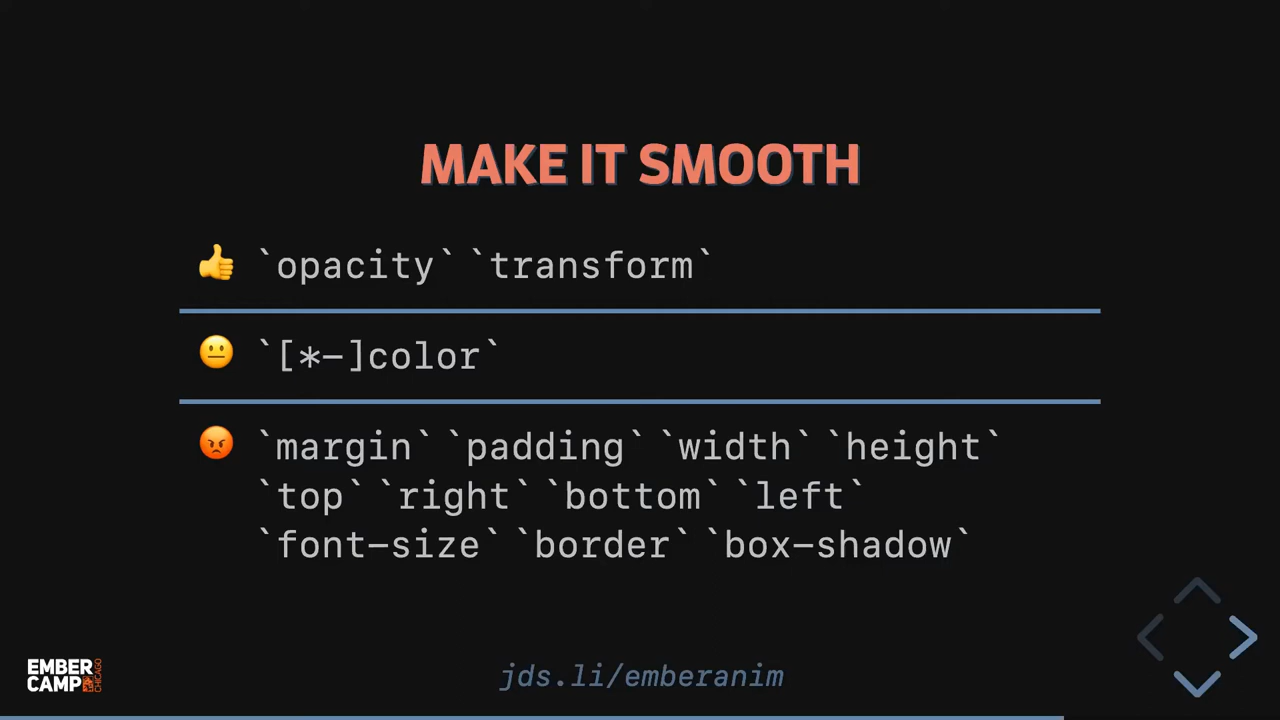 MAKE IT SMOOTH
👍 `opacity` `transform`
😐 `[*-]color`
😡 `margin` `padding` `width` `height`
`top` `right` `bottom` `left`
`font-size` `border` `box-shadow`
EMBER
CAMP
CHICAGO
jds.li/emberanim